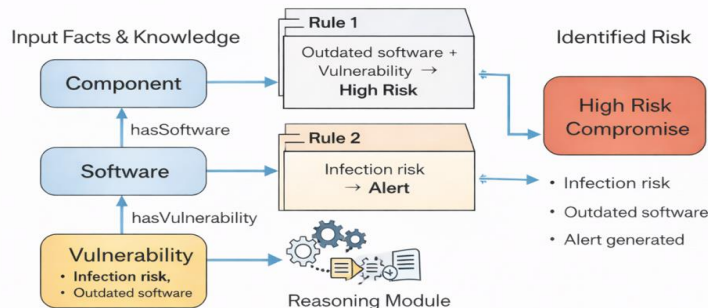 Input Facts & Knowledge
Component
hasSoftware
Software
hasVulnerability
Vulnerability
• Infection risk,
• Outdated software
Rule 1
Outdated software +
Vulnerability →
High Risk
Rule 2
Infection risk
→ Alert
Reasoning Module
Identified Risk
High Risk
Compromise
• Infection risk
• Outdated software
• Alert generated